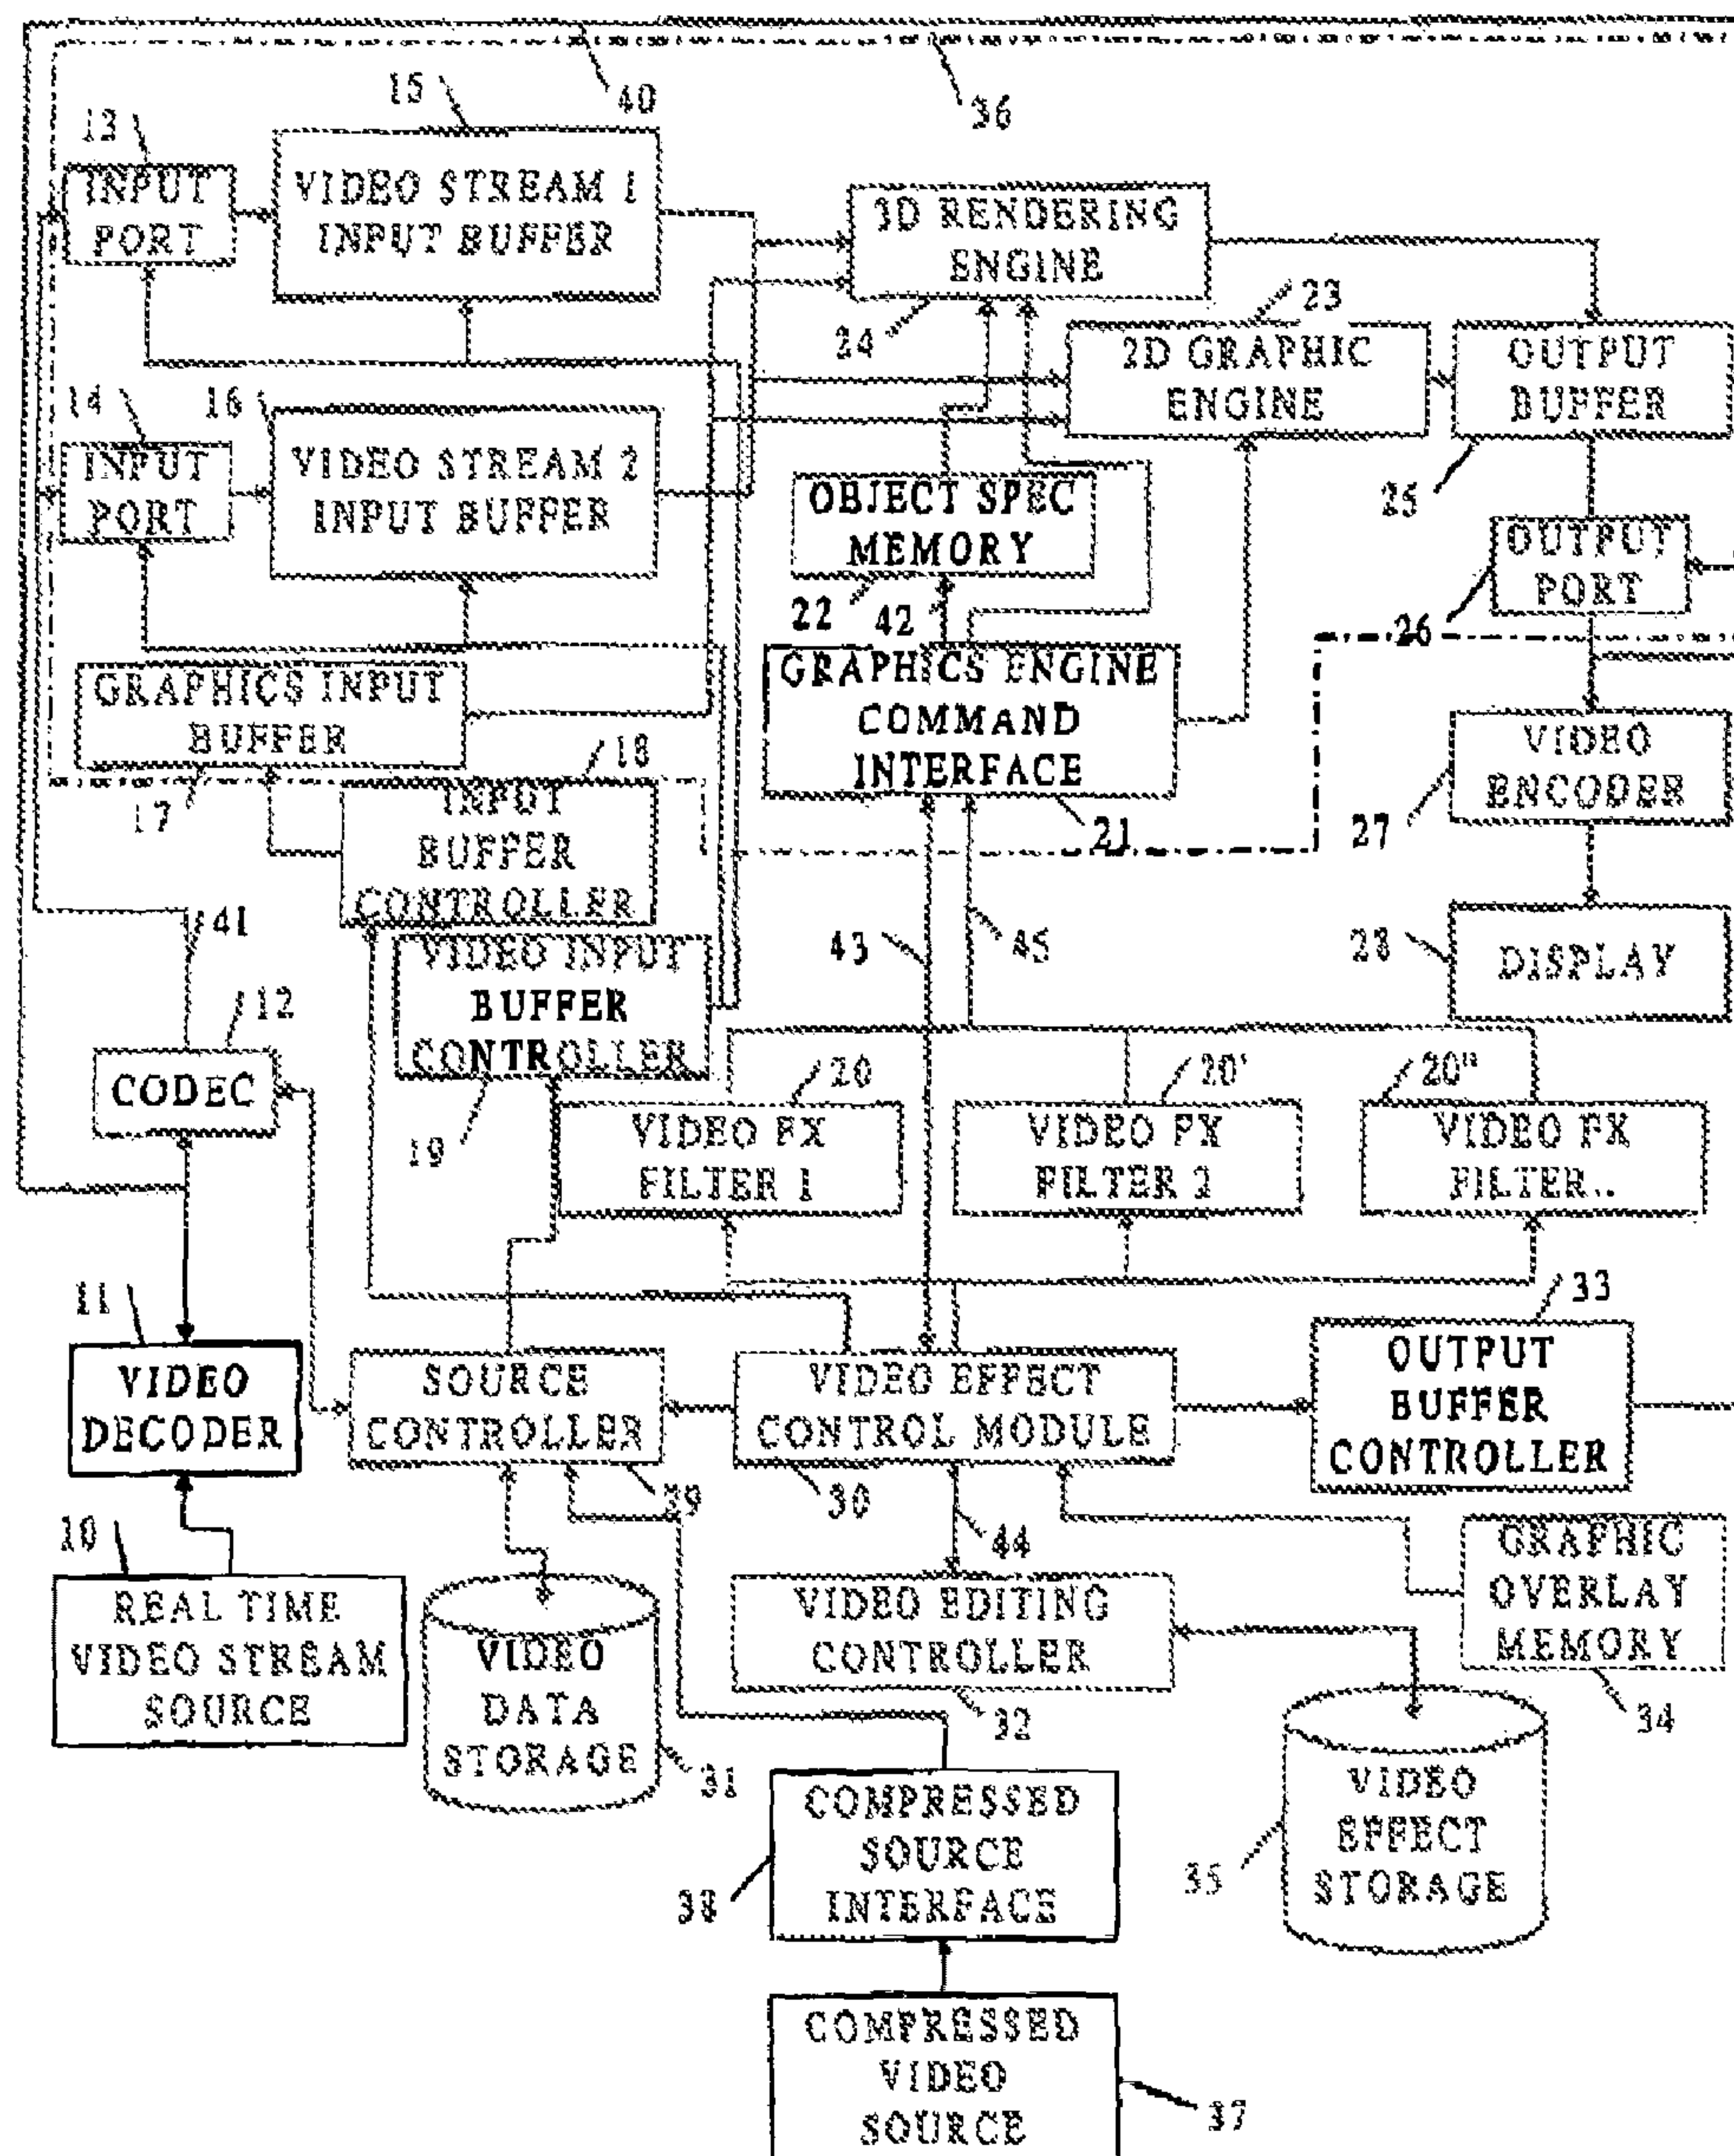 40
36
13
15
INPUT
PORT
VIDEO STREAM 1
INPUT BUFFER
3D RENDERING
ENGINE
24
23
2D GRAPHIC
ENGINE
OUTPUT
BUFFER
25
14
16
INPUT
PORT
VIDEO STREAM 2
INPUT BUFFER
OBJECT SPEC
MEMORY
22
42
OUTPUT
PORT
26
GRAPHICS INPUT
BUFFER
17
GRAPHICS ENGINE
COMMAND
INTERFACE
21
VIDEO
ENCODER
27
18
INPUT
BUFFER
CONTROLLER
41
43
45
DISPLAY
28
VIDEO INPUT
BUFFER
CONTROLLER
19
12
CODEC
20
VIDEO FX
FILTER 1
20'
VIDEO FX
FILTER 2
20"
VIDEO FX
FILTER..
11
VIDEO
DECODER
SOURCE
CONTROLLER
39
VIDEO EFFECT
CONTROL MODULE
30
33
OUTPUT
BUFFER
CONTROLLER
10
REAL TIME
VIDEO STREAM
SOURCE
VIDEO
DATA
STORAGE
31
44
VIDEO EDITING
CONTROLLER
32
GRAPHIC
OVERLAY
MEMORY
34
VIDEO
EFFECT
STORAGE
35
COMPRESSED
SOURCE
INTERFACE
38
COMPRESSED
VIDEO
SOURCE
37